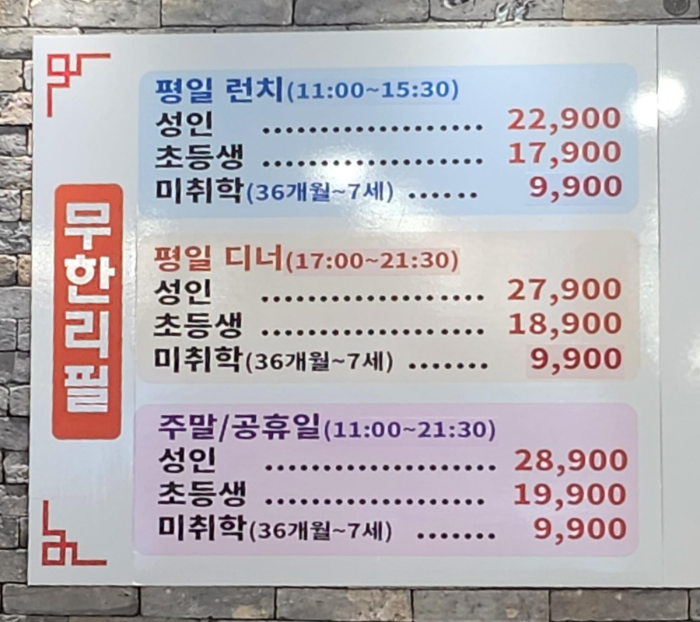 무한리필
평일 런치(11:00~15:30)
성인 .................... 22,900
초등생 .................... 17,900
미취학(36개월~7세) ...... 9,900
평일 디너(17:00~21:30)
성인 .................... 27,900
초등생 .................... 18,900
미취학(36개월~7세) ....... 9,900
주말/공휴일(11:00~21:30)
성인 ..................... 28,900
초등생 .................... 19,900
미취학(36개월~7세) ....... 9,900